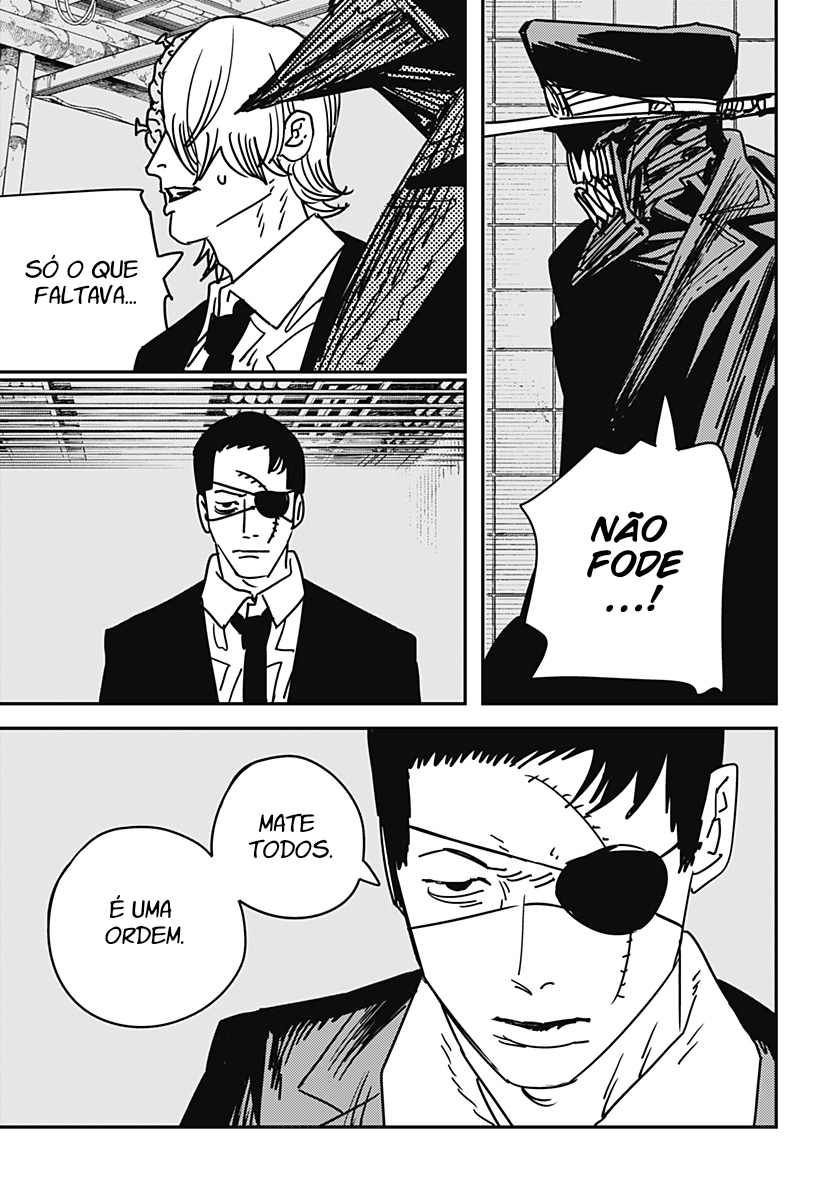 NÃO
FODE
...!
SÓ O QUE
FALTAVA...
MATE
TODOS.
É UMA
ORDEM.